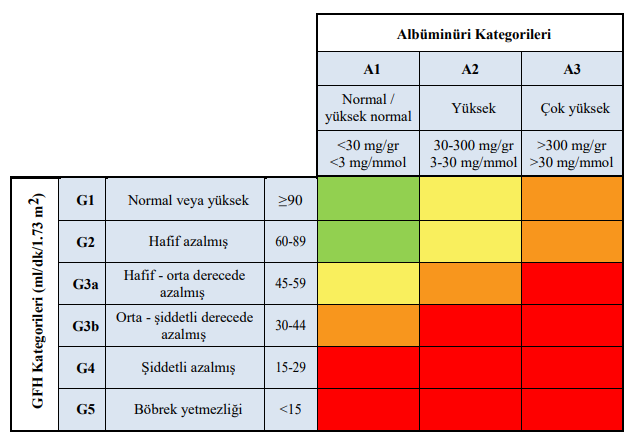 Albüminüri Kategorileri
A1
A2
A3
Normal /
yüksek normal
Yüksek
Çok yüksek
<30 mg/gr
<3 mg/mmol
30-300 mg/gr
3-30 mg/mmol
>300 mg/gr
>30 mg/mmol
GFH Kategorileri (ml/dk/1.73 m²)
G1
Normal veya yüksek
≥90
G2
Hafif azalmış
60-89
G3a
Hafif - orta derecede
azalmış
45-59
G3b
Orta - şiddetli derecede
azalmış
30-44
G4
Şiddetli azalmış
15-29
G5
Böbrek yetmezliği
<15